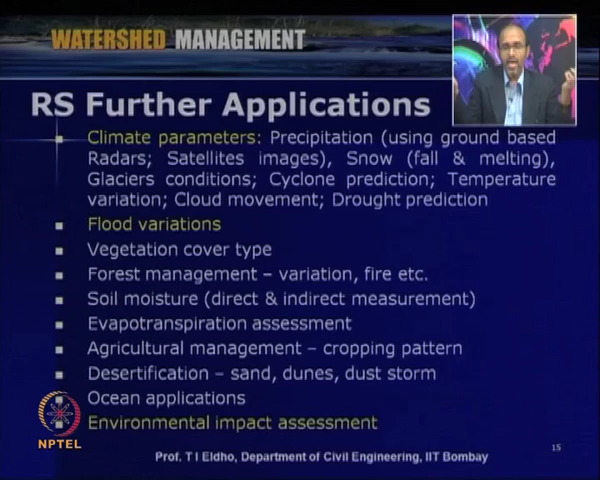 WATERSHED MANAGEMENT
RS Further Applications
Climate parameters: Precipitation (using ground based
Radars; Satellites images), Snow (fall & melting),
Glaciers conditions; Cyclone prediction; Temperature
variation; Cloud movement; Drought prediction
Flood variations
Vegetation cover type
Forest management – variation, fire etc.
Soil moisture (direct & indirect measurement)
Evapotranspiration assessment
Agricultural management – cropping pattern
Desertification – sand, dunes, dust storm
Ocean applications
Environmental impact assessment
NPTEL
Prof. T I Eldho, Department of Civil Engineering, IIT Bombay
15